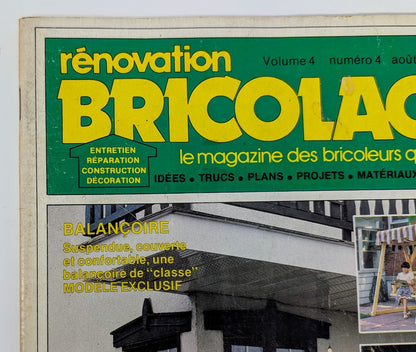 rénovation
Volume 4 numéro 4 août
BRICOLA
ENTRETIEN
RÉPARATION
CONSTRUCTION
DÉCORATION
le magazine des bricoleurs
IDÉES • TRUCS • PLANS • PROJETS • MATÉRIAUX
BALANÇOIRE
Suspendue, couverte
et confortable, une
balançoire de "classe"
MODÈLE EXCLUSIF